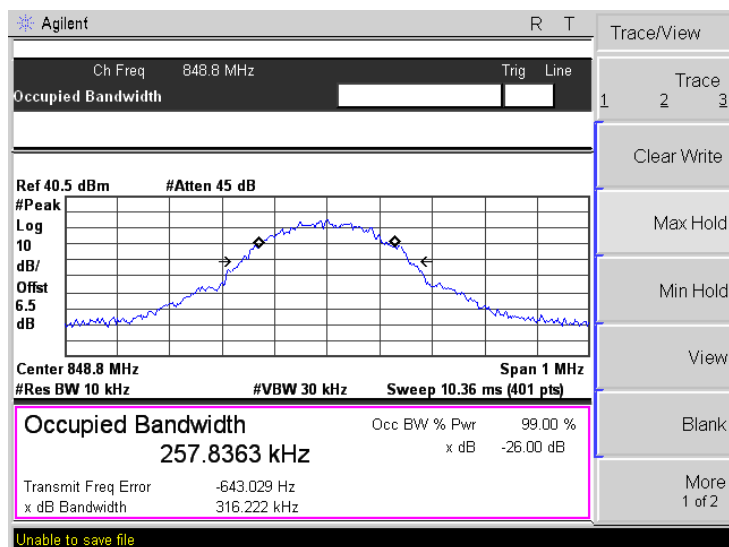 Agilent R T
Trace/View
Ch Freq 848.8 MHz Trig Line
Occupied Bandwidth
Trace
1 2 3
Clear Write
Ref 40.5 dBm #Atten 45 dB
#Peak
Log
10
dB/
Offst
6.5
dB
Max Hold
Min Hold
View
Center 848.8 MHz Span 1 MHz
#Res BW 10 kHz #VBW 30 kHz Sweep 10.36 ms (401 pts)
Occupied Bandwidth
257.8363 kHz
Occ BW % Pwr 99.00 %
x dB -26.00 dB
Transmit Freq Error -643.029 Hz
x dB Bandwidth 316.222 kHz
Blank
More
1 of 2
Unable to save file